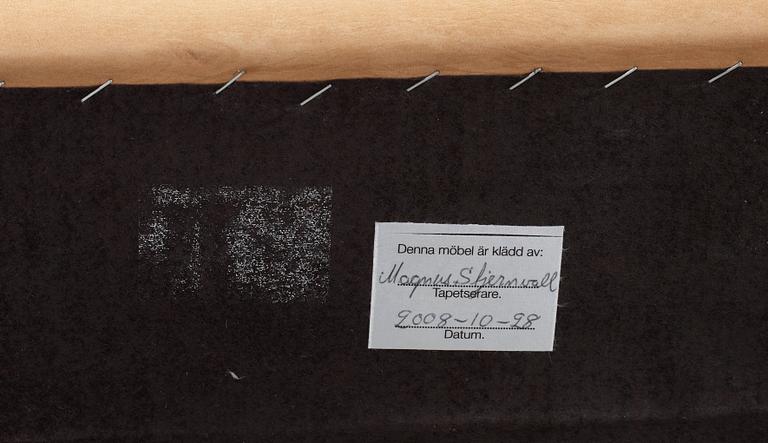 Denna möbel är klädd av:
Magnus Stjernvall
Tapetserare.
2008-10-28
Datum.